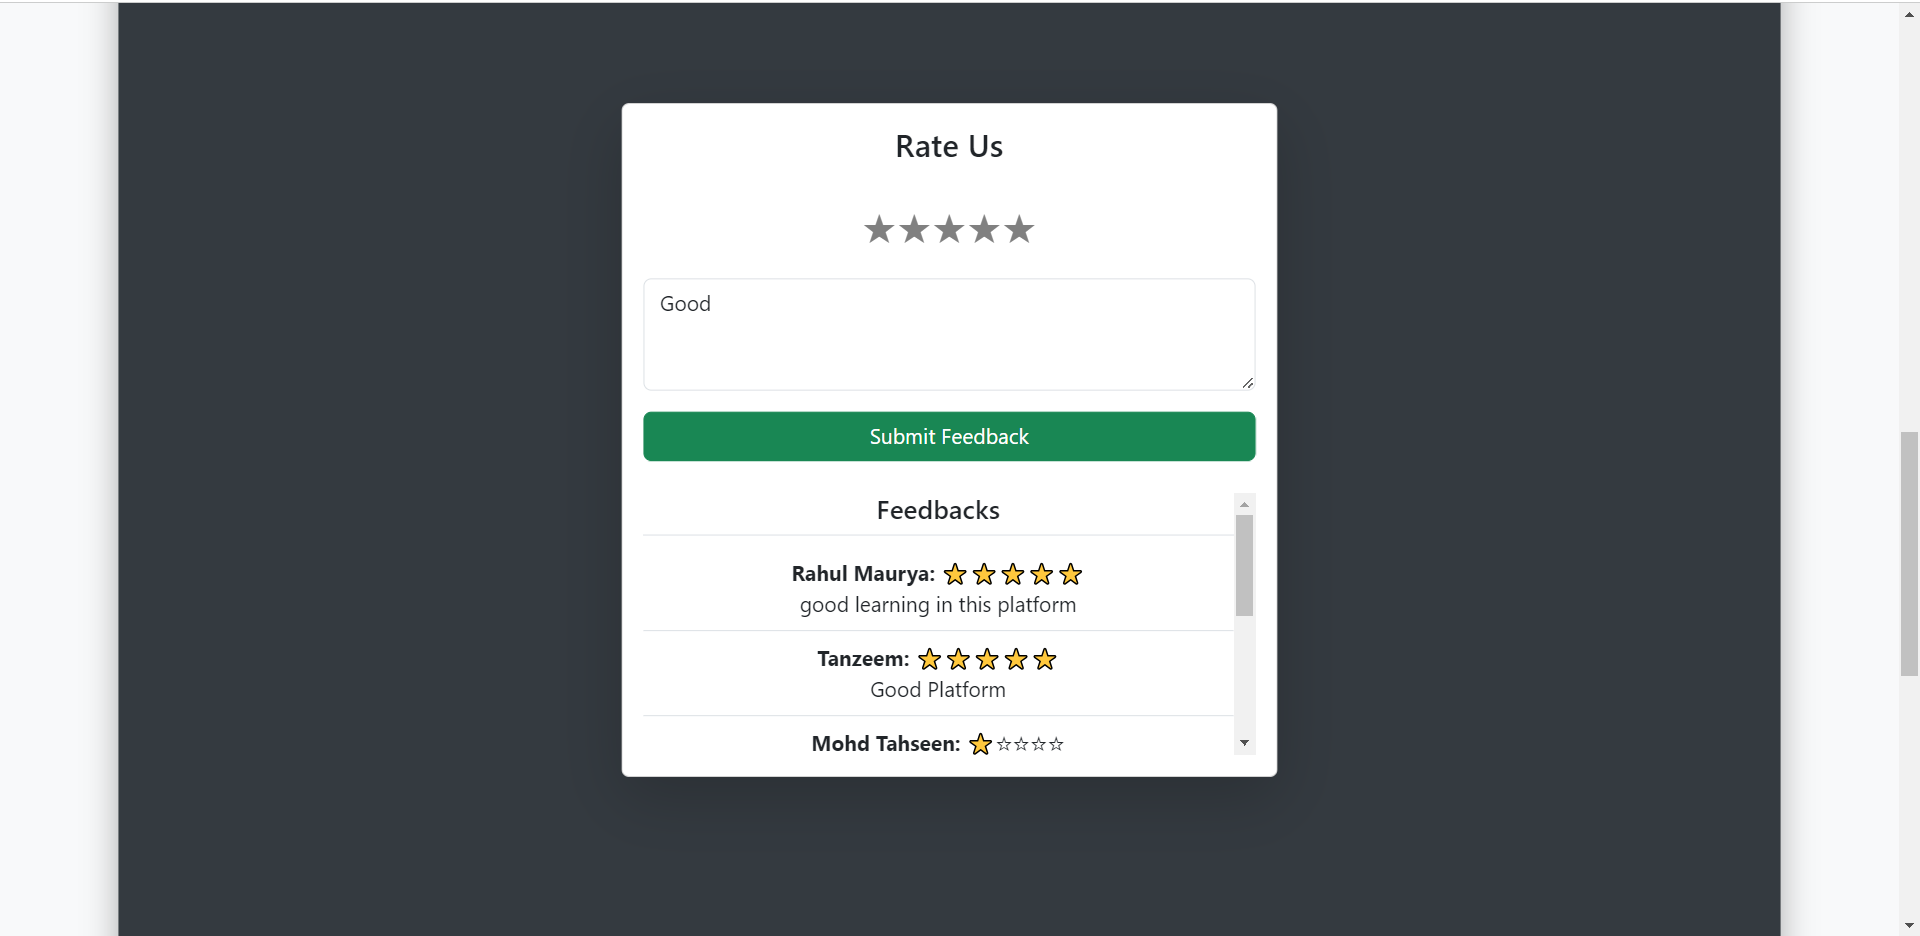 Rate Us
★★★★★
Good
Submit Feedback
Feedbacks
Rahul Maurya: ⭐⭐⭐⭐⭐
good learning in this platform
Tanzeem: ⭐⭐⭐⭐⭐
Good Platform
Mohd Tahseen: ⭐☆☆☆☆